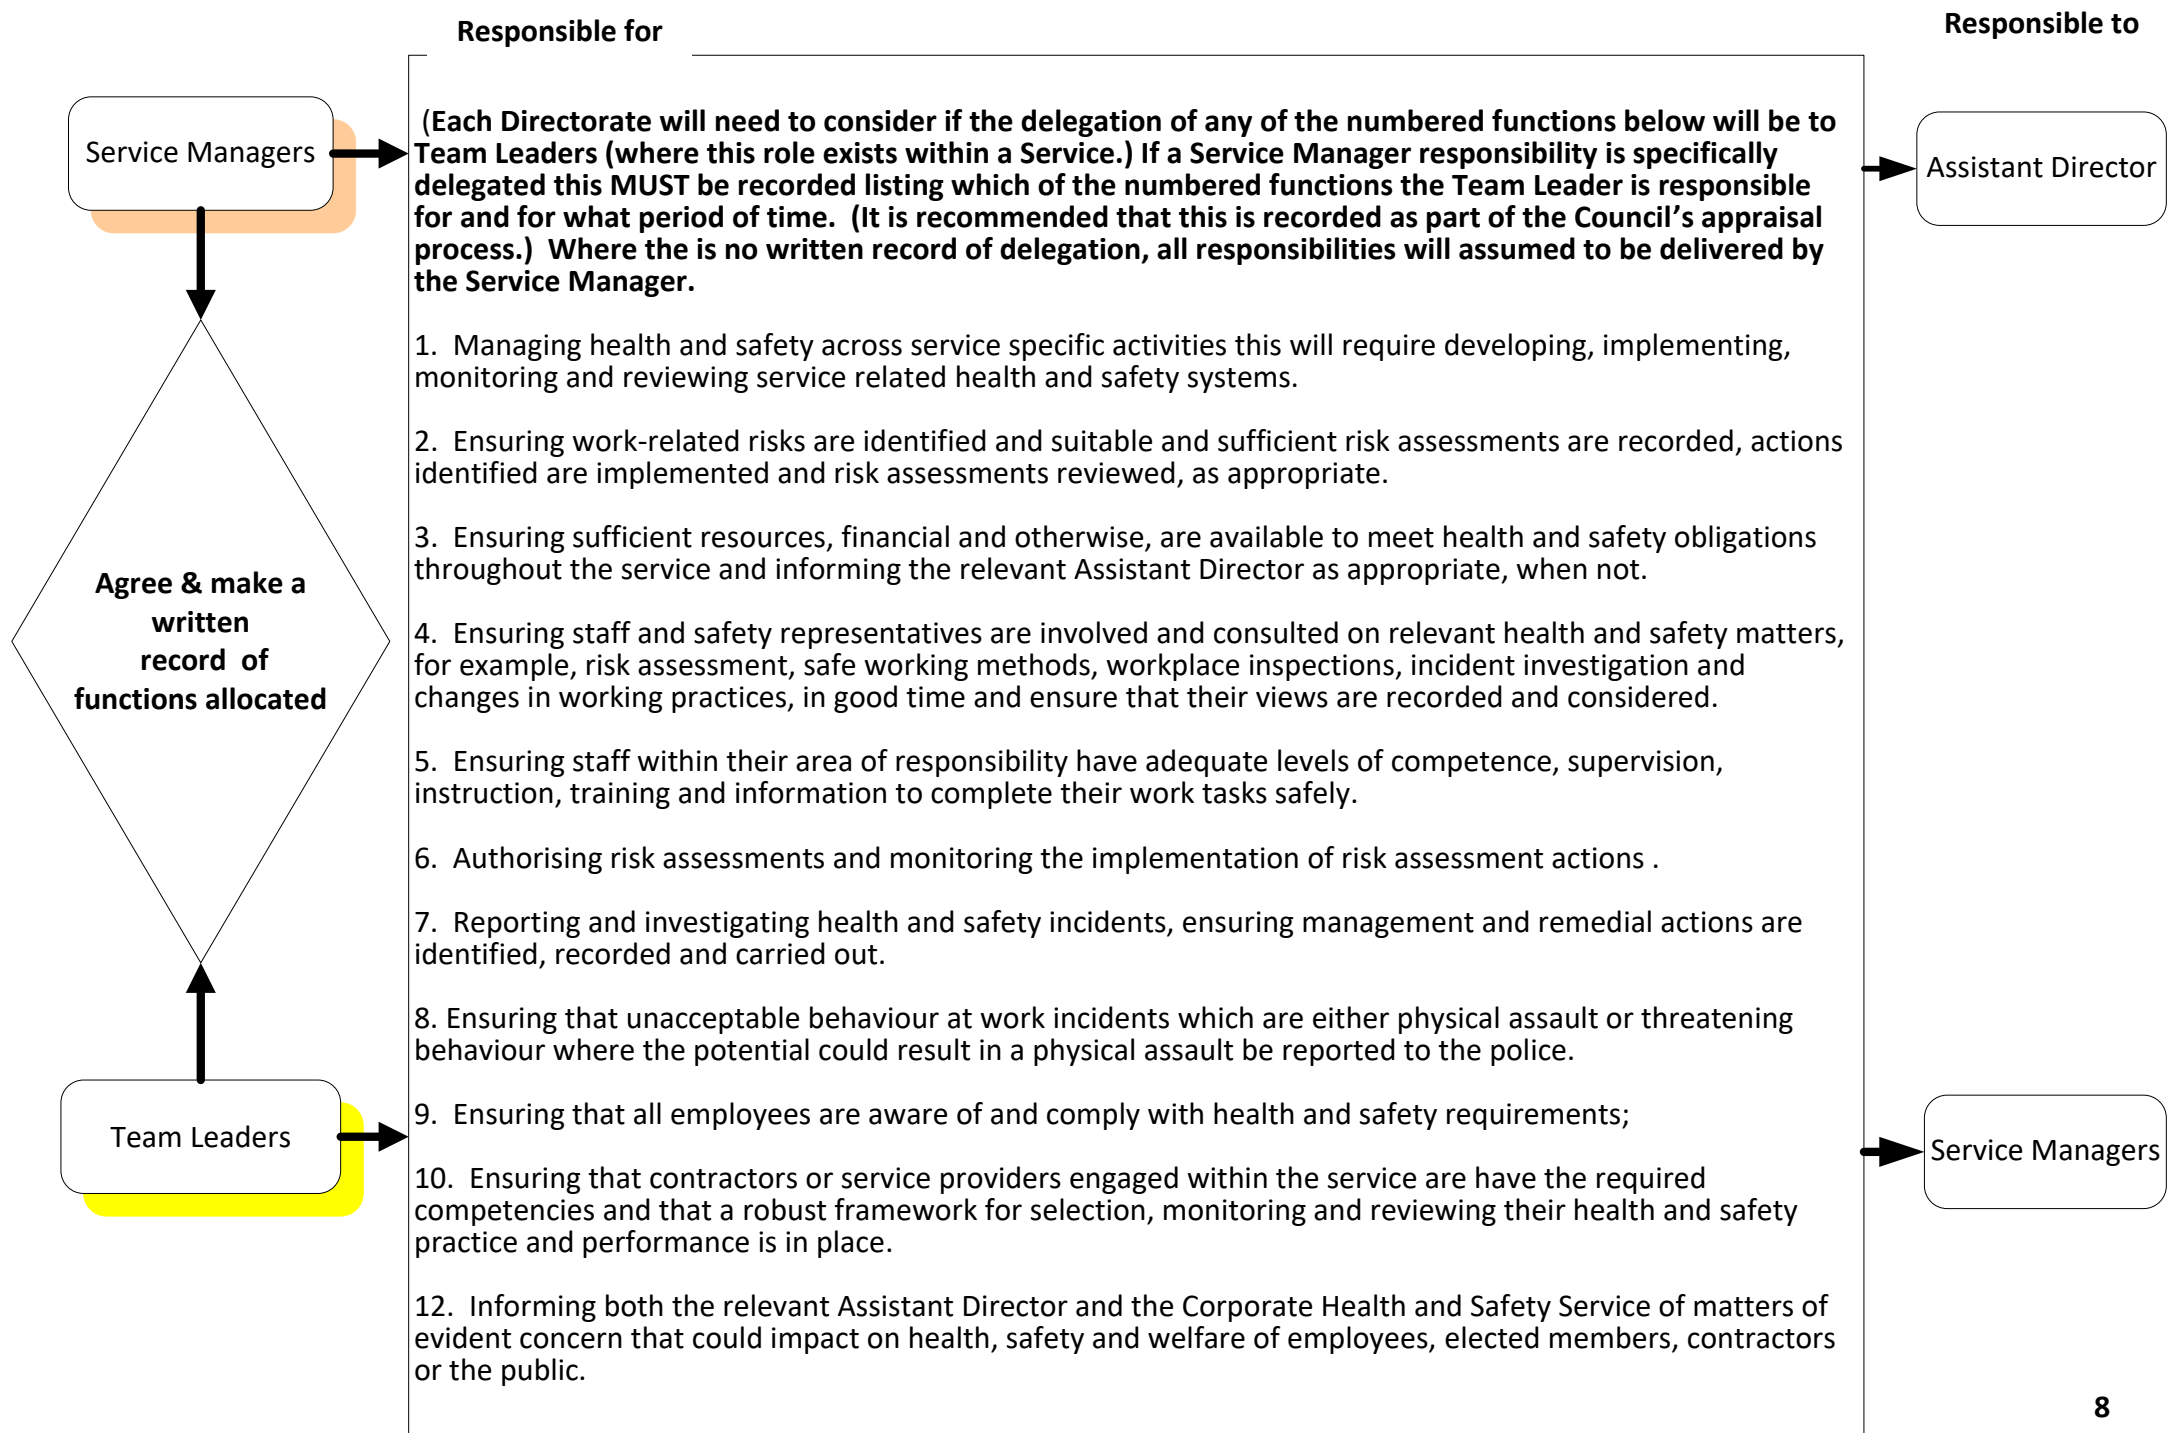 Responsible for
Responsible to
Service Managers
(Each Directorate will need to consider if the delegation of any of the numbered functions below will be to
Team Leaders (where this role exists within a Service.) If a Service Manager responsibility is specifically
delegated this MUST be recorded listing which of the numbered functions the Team Leader is responsible
for and for what period of time.  (It is recommended that this is recorded as part of the Council’s appraisal
process.)  Where the is no written record of delegation, all responsibilities will assumed to be delivered by
the Service Manager.
Assistant Director
1.  Managing health and safety across service specific activities this will require developing, implementing,
monitoring and reviewing service related health and safety systems.
2.  Ensuring work-related risks are identified and suitable and sufficient risk assessments are recorded, actions
identified are implemented and risk assessments reviewed, as appropriate.
3.  Ensuring sufficient resources, financial and otherwise, are available to meet health and safety obligations
throughout the service and informing the relevant Assistant Director as appropriate, when not.
Agree & make a
written
record  of
functions allocated
4.  Ensuring staff and safety representatives are involved and consulted on relevant health and safety matters,
for example, risk assessment, safe working methods, workplace inspections, incident investigation and
changes in working practices, in good time and ensure that their views are recorded and considered.
5.  Ensuring staff within their area of responsibility have adequate levels of competence, supervision,
instruction, training and information to complete their work tasks safely.
6.  Authorising risk assessments and monitoring the implementation of risk assessment actions .
7.  Reporting and investigating health and safety incidents, ensuring management and remedial actions are
identified, recorded and carried out.
8. Ensuring that unacceptable behaviour at work incidents which are either physical assault or threatening
behaviour where the potential could result in a physical assault be reported to the police.
Team Leaders
9.  Ensuring that all employees are aware of and comply with health and safety requirements;
Service Managers
10.  Ensuring that contractors or service providers engaged within the service are have the required
competencies and that a robust framework for selection, monitoring and reviewing their health and safety
practice and performance is in place.
12.  Informing both the relevant Assistant Director and the Corporate Health and Safety Service of matters of
evident concern that could impact on health, safety and welfare of employees, elected members, contractors
or the public.
8